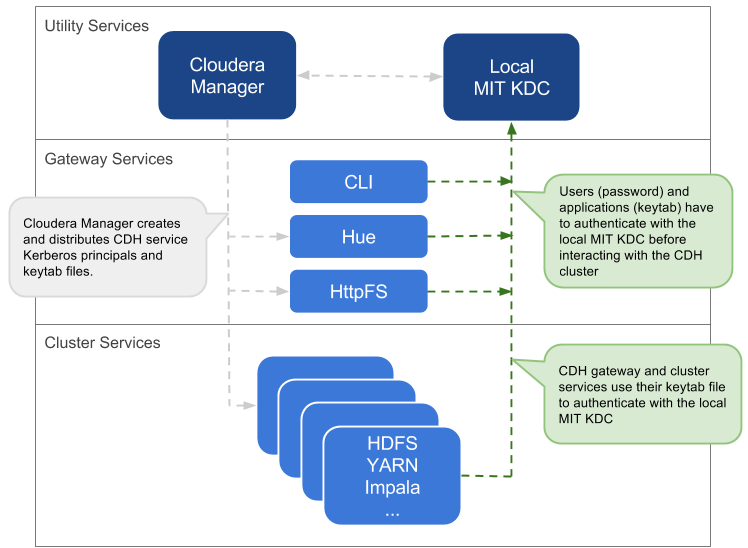 Utility Services
Cloudera
Manager
Local
MIT KDC
Gateway Services
CLI
Hue
HttpFS
Cloudera Manager creates
and distributes CDH service
Kerberos principals and
keytab files.
Users (password) and
applications (keytab) have
to authenticate with the
local MIT KDC before
interacting with the CDH
cluster
Cluster Services
HDFS
YARN
Impala
...
CDH gateway and cluster
services use their keytab file
to authenticate with the local
MIT KDC